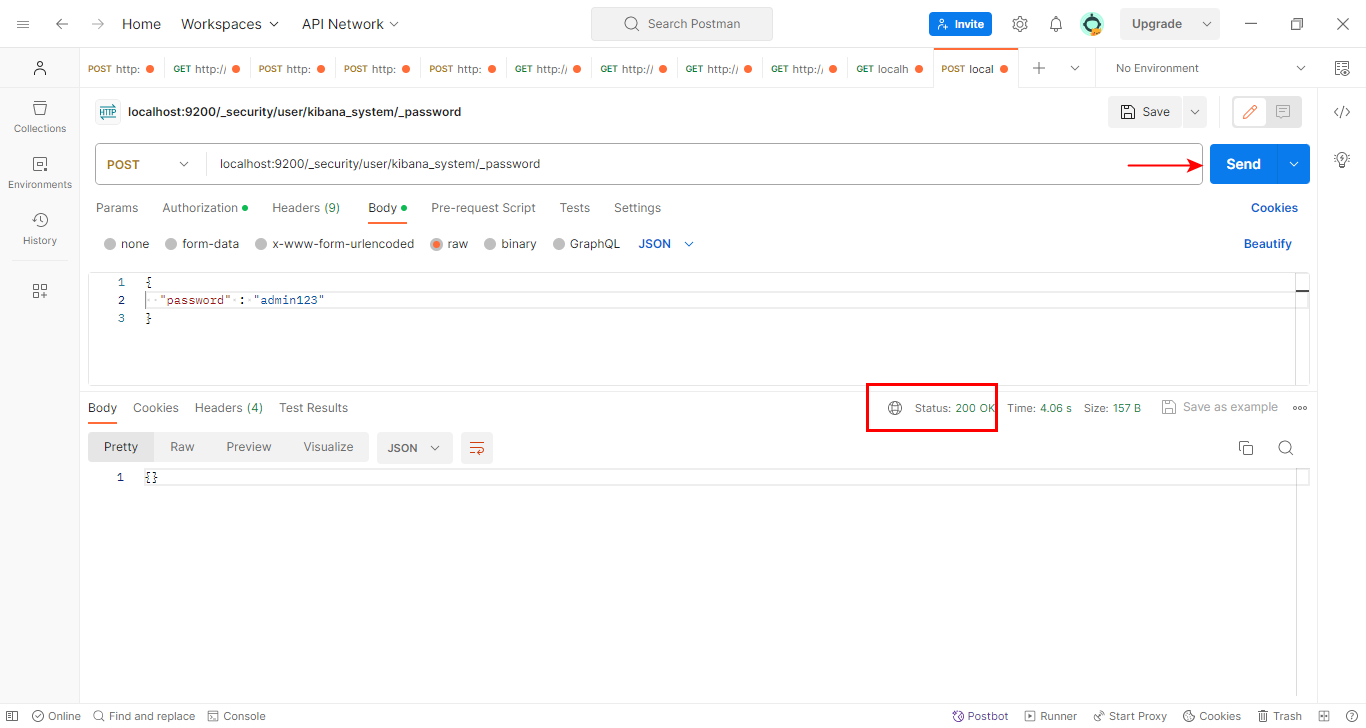 Home Workspaces API Network Search Postman Invite Upgrade
POST http: GET http:/ POST http: POST http: POST http: GET http:/ GET http:/ GET http:/ GET http:/ GET localh POST local No Environment
HTTP localhost:9200/_security/user/kibana_system/_password Save
Collections
POST localhost:9200/_security/user/kibana_system/_password Send
Environments
Params Authorization Headers (9) Body Pre-request Script Tests Settings Cookies
History
none form-data x-www-form-urlencoded raw binary GraphQL JSON Beautify
1 {
2 "password" : "admin123"
3 }
Body Cookies Headers (4) Test Results Status: 200 OK Time: 4.06 s Size: 157 B Save as example
Pretty Raw Preview Visualize JSON
1 {}
Online Find and replace Console Postbot Runner Start Proxy Cookies Trash